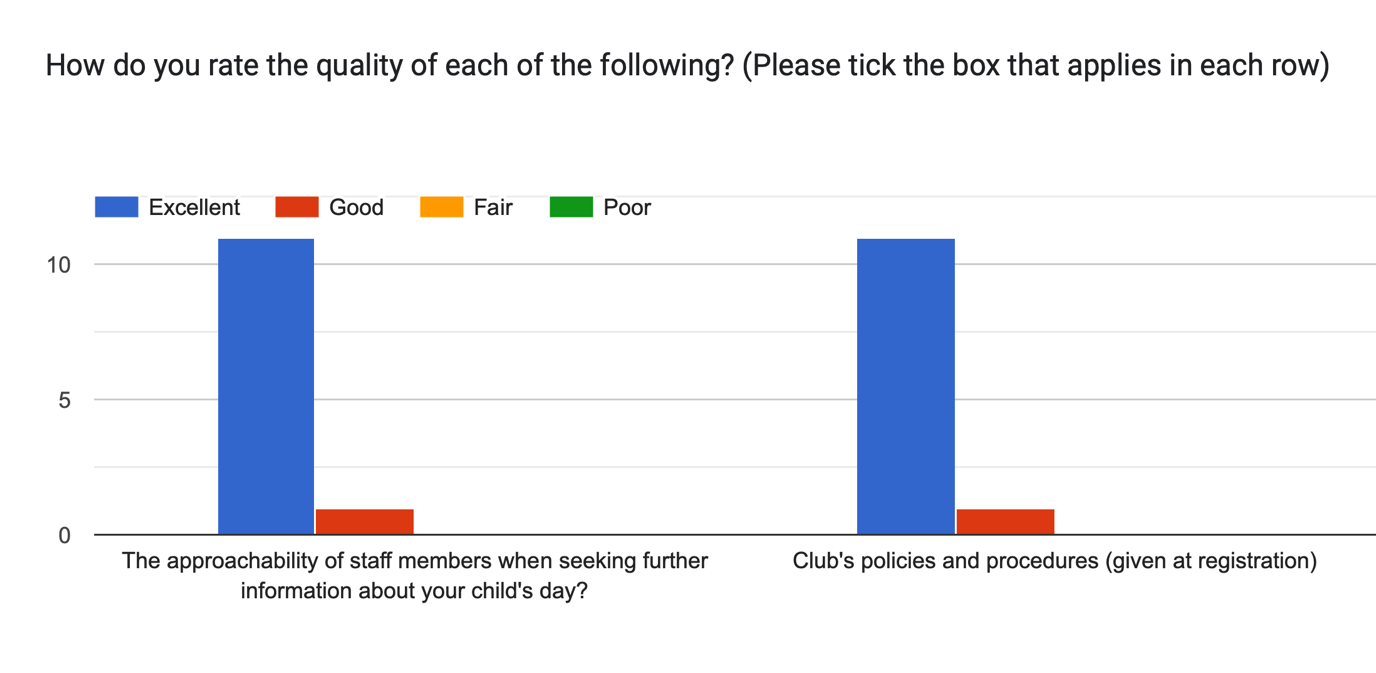 How do you rate the quality of each of the following? (Please tick the box that applies in each row)
Excellent Good Fair Poor
10
5
0
The approachability of staff members when seeking further
information about your child's day?
Club's policies and procedures (given at registration)